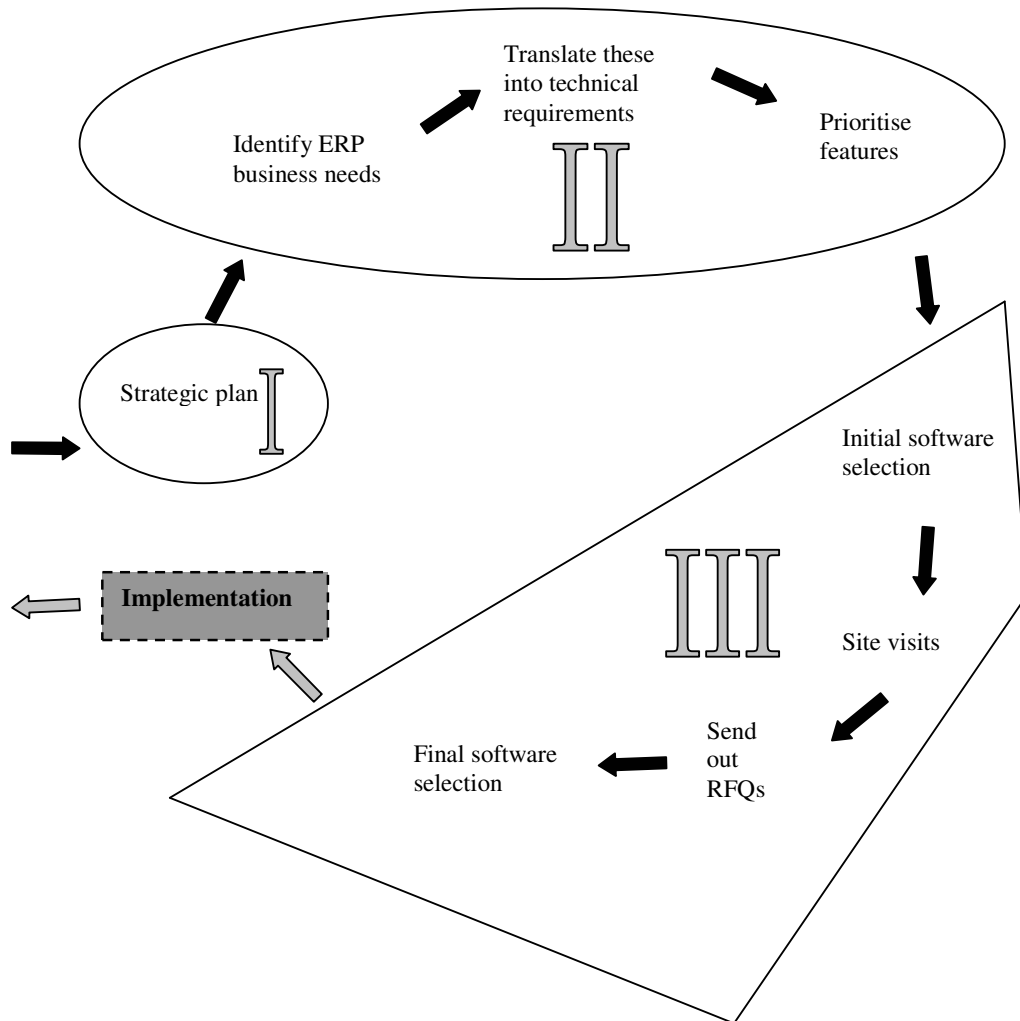 Strategic plan
I
Identify ERP
business needs
Translate these
into technical
requirements
Prioritise
features
II
Initial software
selection
Site visits
III
Send
out
RFQs
Final software
selection
Implementation